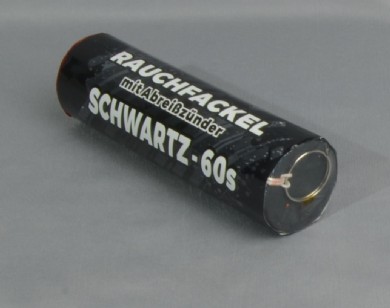 RAUCHFACKEL
mit Abreißzünder
SCHWARTZ - 60s